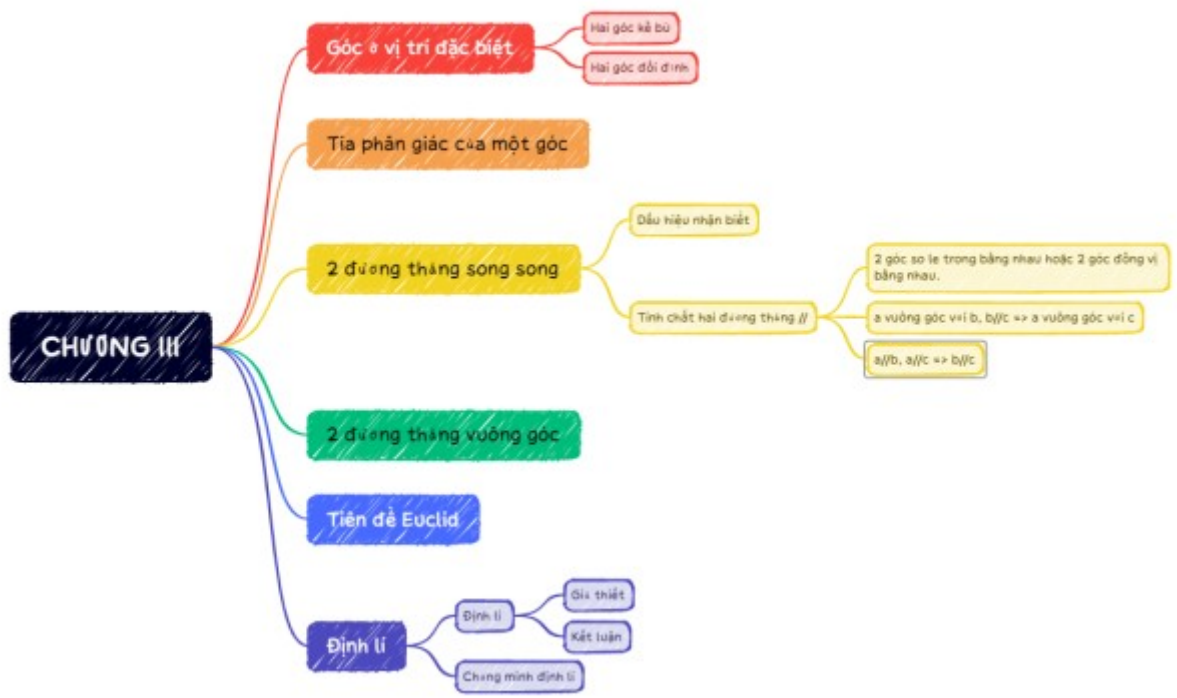 Góc ở vị trí đặc biệt
Hai góc kề bù
Hai góc đối đỉnh
Tia phân giác của một góc
2 đường thẳng song song
Dấu hiệu nhận biết
Tính chất hai đường thẳng //
2 góc so le trong bằng nhau hoặc 2 góc đồng vị
bằng nhau.
a vuông góc với b, b//c => a vuông góc với c
a//b, a//c => b//c
CHƯƠNG III
2 đường thẳng vuông góc
Tiên đề Euclid
Định lí
Định lí
Giả thiết
Kết luận
Chứng minh định lí